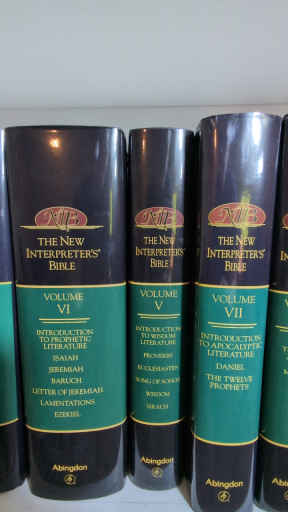 NIB
THE NEW
INTERPRETER'S®
BIBLE
VOLUME
VI
INTRODUCTION
TO PROPHETIC
LITERATURE
ISAIAH
JEREMIAH
BARUCH
LETTER OF JEREMIAH
LAMENTATIONS
EZEKIEL
Abingdon
NIB
THE NEW
INTERPRETER'S®
BIBLE
VOLUME
V
INTRODUCTION
TO WISDOM
LITERATURE
PROVERBS
ECCLESIASTES
SONG OF SONGS
WISDOM
SIRACH
Abingdon
NIB
THE NEW
INTERPRETER'S®
BIBLE
VOLUME
VII
INTRODUCTION
TO APOCALYPTIC
LITERATURE
DANIEL
THE TWELVE
PROPHETS
Abingdon